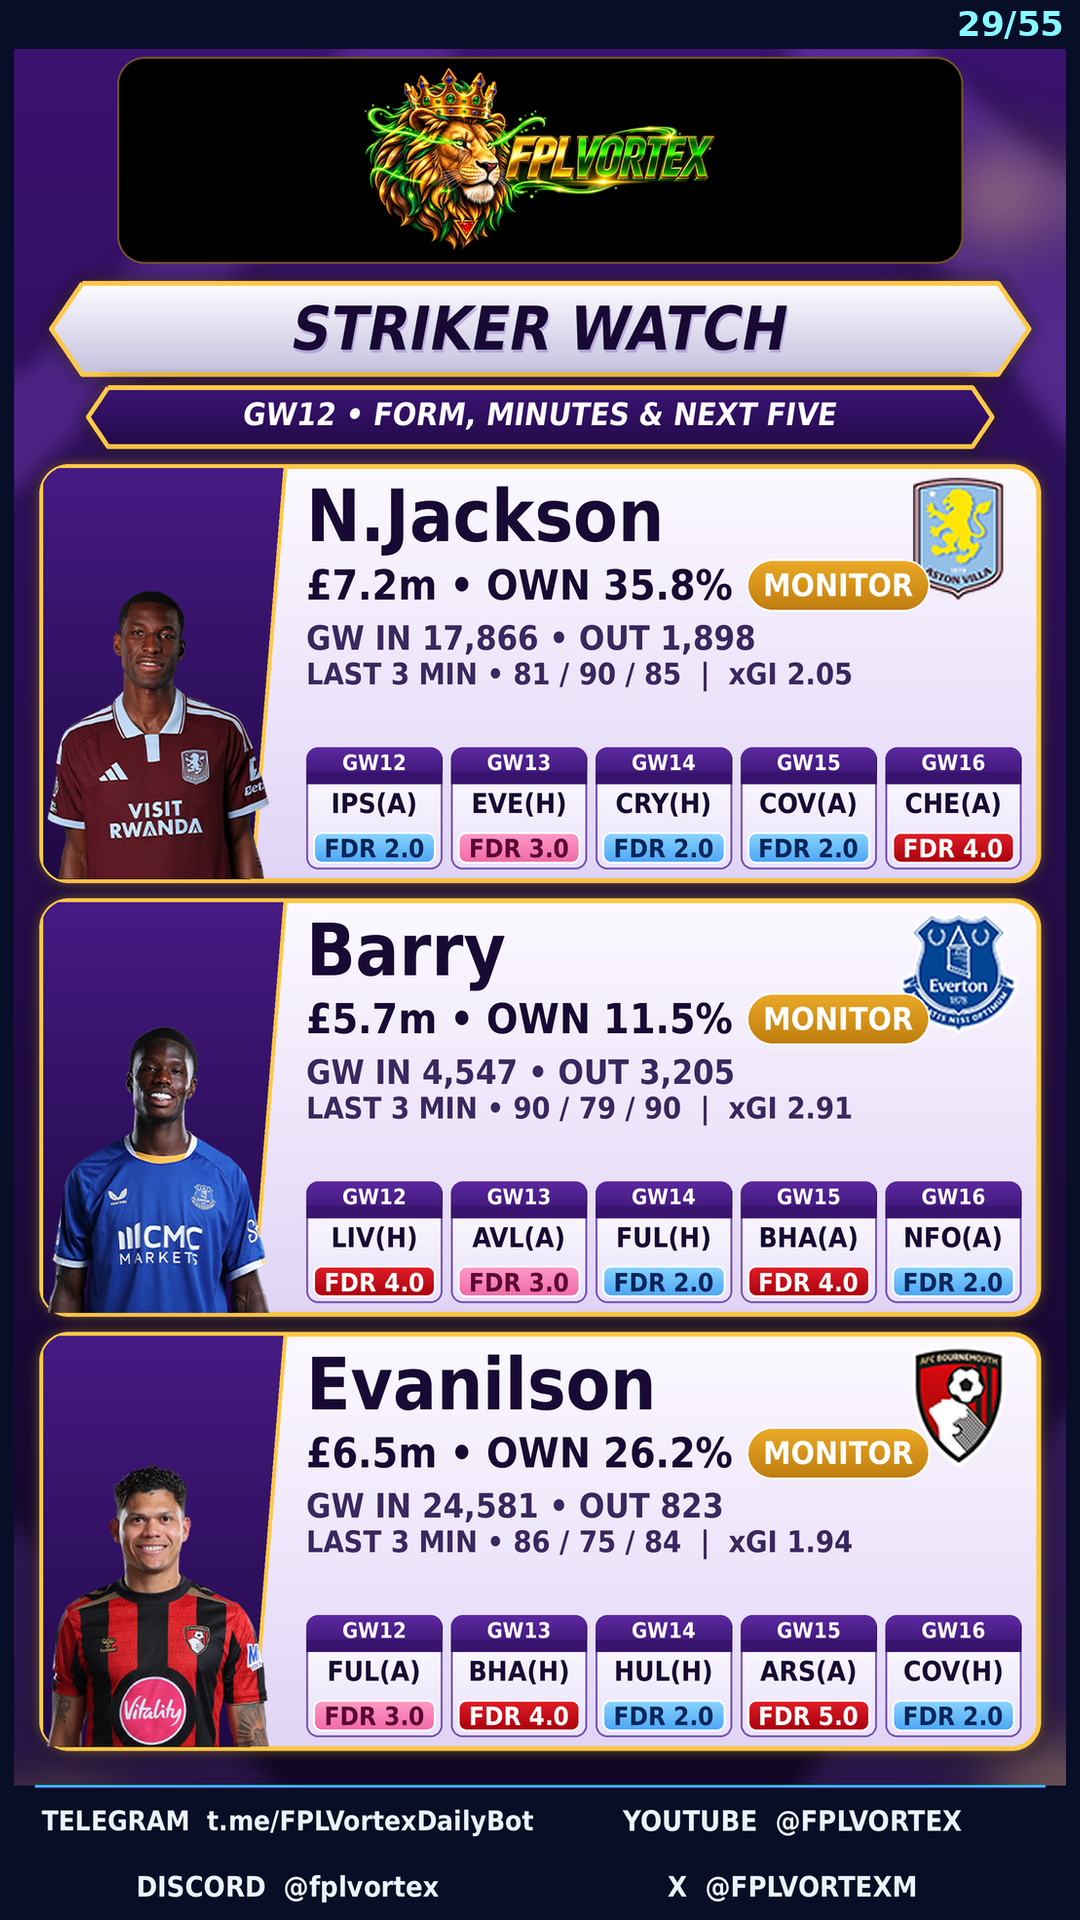 29/55
FPLVORTEX
STRIKER WATCH
GW12 • FORM, MINUTES & NEXT FIVE
N.Jackson
ASTON VILLA
£7.2m • OWN 35.8% MONITOR
GW IN 17,866 • OUT 1,898
LAST 3 MIN • 81 / 90 / 85 | xGI 2.05
VISIT
RWANDA
GW12 GW13 GW14 GW15 GW16
IPS(A) EVE(H) CRY(H) COV(A) CHE(A)
FDR 2.0 FDR 3.0 FDR 2.0 FDR 2.0 FDR 4.0
Barry
Everton
1878
£5.7m • OWN 11.5% MONITOR
GW IN 4,547 • OUT 3,205
LAST 3 MIN • 90 / 79 / 90 | xGI 2.91
CMC
MARKETS
GW12 GW13 GW14 GW15 GW16
LIV(H) AVL(A) FUL(H) BHA(A) NFO(A)
FDR 4.0 FDR 3.0 FDR 2.0 FDR 4.0 FDR 2.0
Evanilson
AFC BOURNEMOUTH
£6.5m • OWN 26.2% MONITOR
GW IN 24,581 • OUT 823
LAST 3 MIN • 86 / 75 / 84 | xGI 1.94
Vitality
GW12 GW13 GW14 GW15 GW16
FUL(A) BHA(H) HUL(H) ARS(A) COV(H)
FDR 3.0 FDR 4.0 FDR 2.0 FDR 5.0 FDR 2.0
TELEGRAM t.me/FPLVortexDailyBot YOUTUBE @FPLVORTEX
DISCORD @fplvortex X @FPLVORTEXM